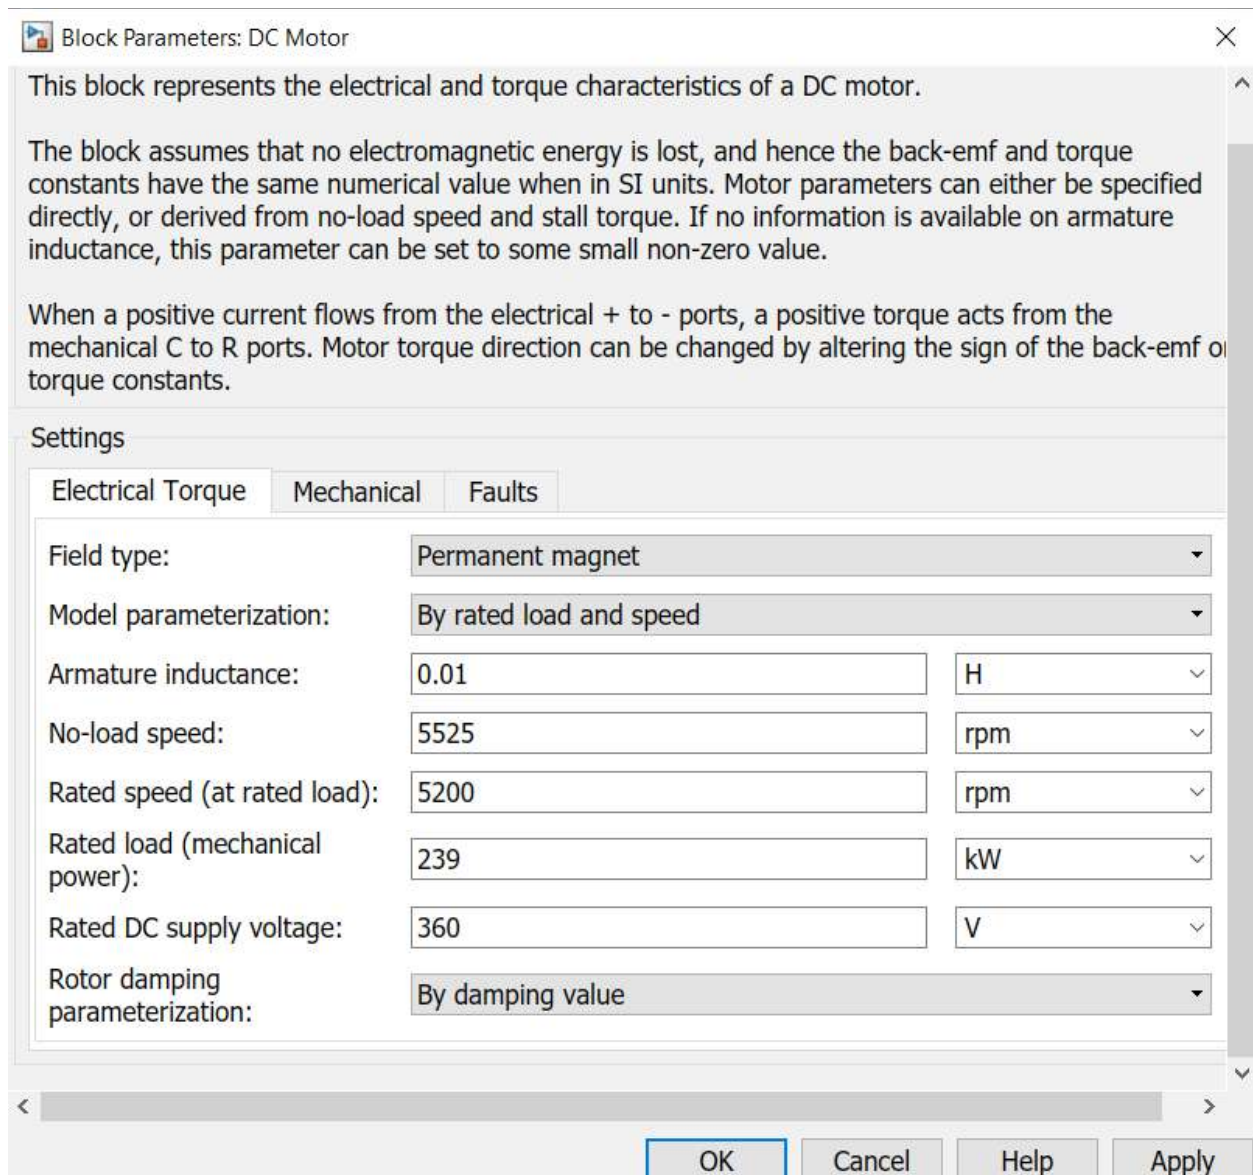 Block Parameters: DC Motor
This block represents the electrical and torque characteristics of a DC motor.
The block assumes that no electromagnetic energy is lost, and hence the back-emf and torque
constants have the same numerical value when in SI units. Motor parameters can either be specified
directly, or derived from no-load speed and stall torque. If no information is available on armature
inductance, this parameter can be set to some small non-zero value.
When a positive current flows from the electrical + to - ports, a positive torque acts from the
mechanical C to R ports. Motor torque direction can be changed by altering the sign of the back-emf or
torque constants.
Settings
Electrical Torque Mechanical Faults
Field type: Permanent magnet
Model parameterization: By rated load and speed
Armature inductance: 0.01 H
No-load speed: 5525 rpm
Rated speed (at rated load): 5200 rpm
Rated load (mechanical
power): 239 kW
Rated DC supply voltage: 360 V
Rotor damping
parameterization: By damping value
OK Cancel Help Apply